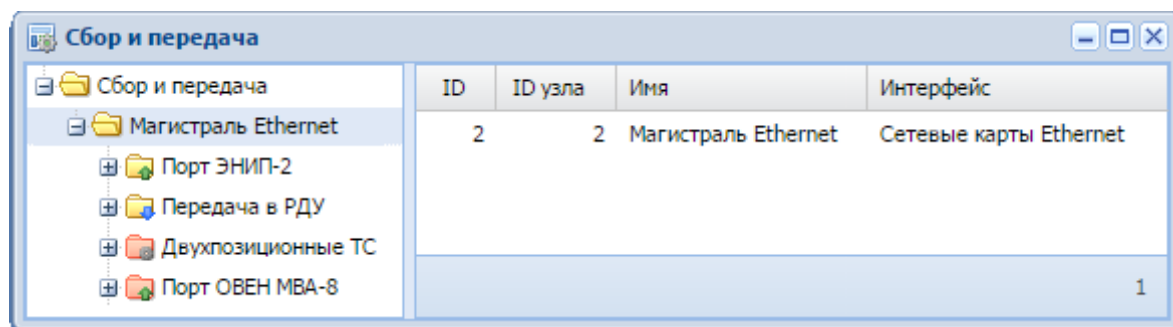 Сбор и передача
Сбор и передача
Магистраль Ethernet
Порт ЭНИП-2
Передача в РДУ
Двухпозиционные ТС
Порт ОВЕН МВА-8
ID ID узла Имя Интерфейс
2 2 Магистраль Ethernet Сетевые карты Ethernet
1